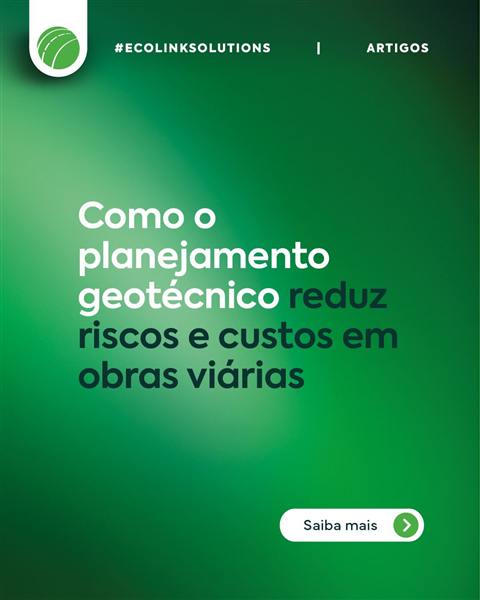 #ECOLINKSOLUTIONS | ARTIGOS
Como o
planejamento
geotécnico reduz
riscos e custos em
obras viárias
Saiba mais